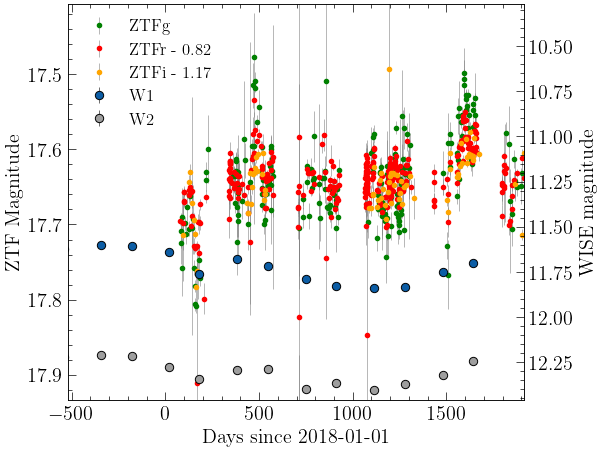 ZTFg
ZTFr - 0.82
ZTFi - 1.17
W1
W2
17.5
17.6
17.7
17.8
17.9
ZTF Magnitude
10.50
10.75
11.00
11.25
11.50
11.75
12.00
12.25
WISE magnitude
−500
0
500
1000
1500
Days since 2018-01-01